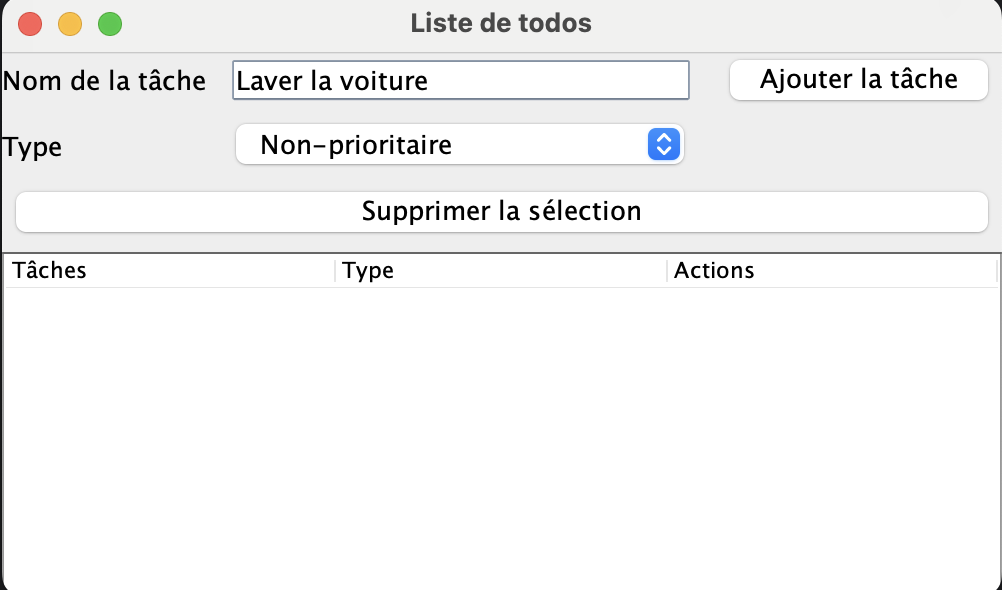 Liste de todos
Nom de la tâche Laver la voiture Ajouter la tâche
Type Non-prioritaire
Supprimer la sélection
Tâches Type Actions